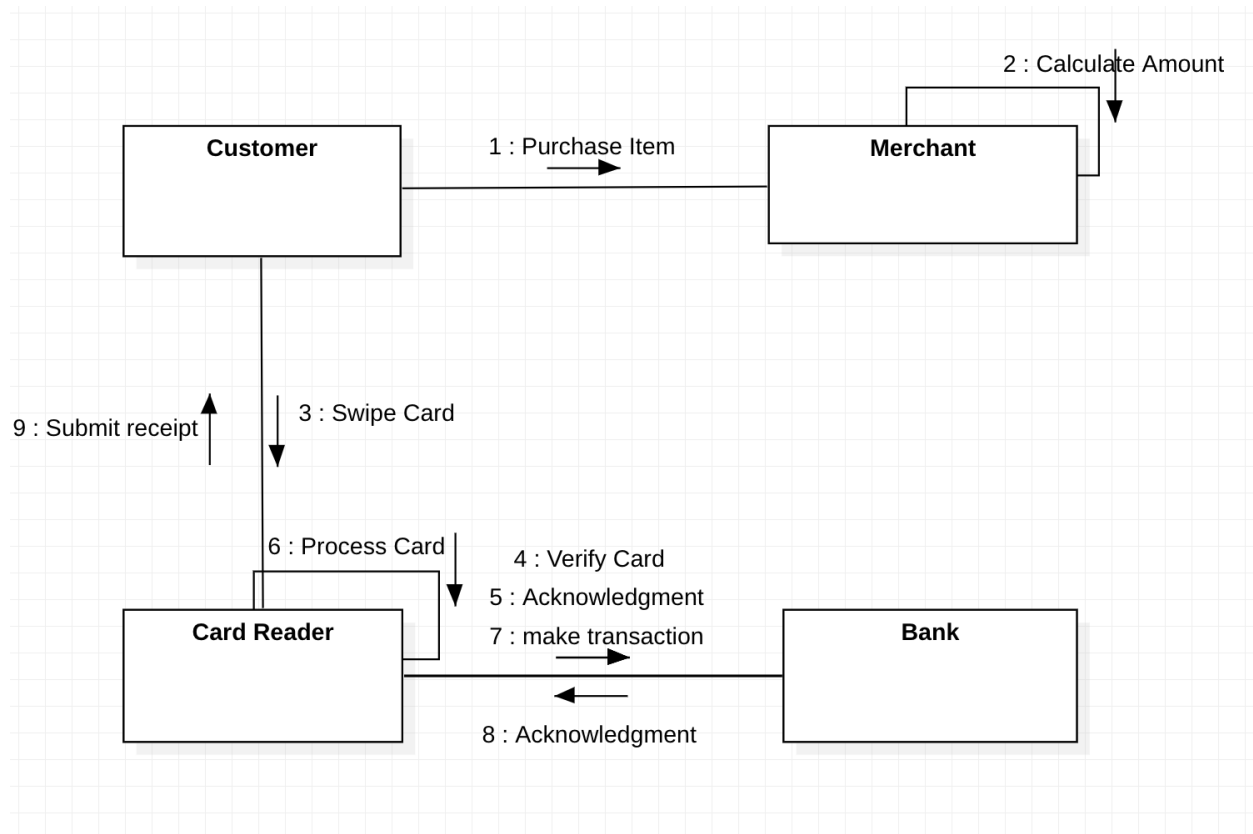 2 : Calculate Amount
Customer
1 : Purchase Item
Merchant
9 : Submit receipt
3 : Swipe Card
6 : Process Card
4 : Verify Card
5 : Acknowledgment
7 : make transaction
Card Reader
Bank
8 : Acknowledgment